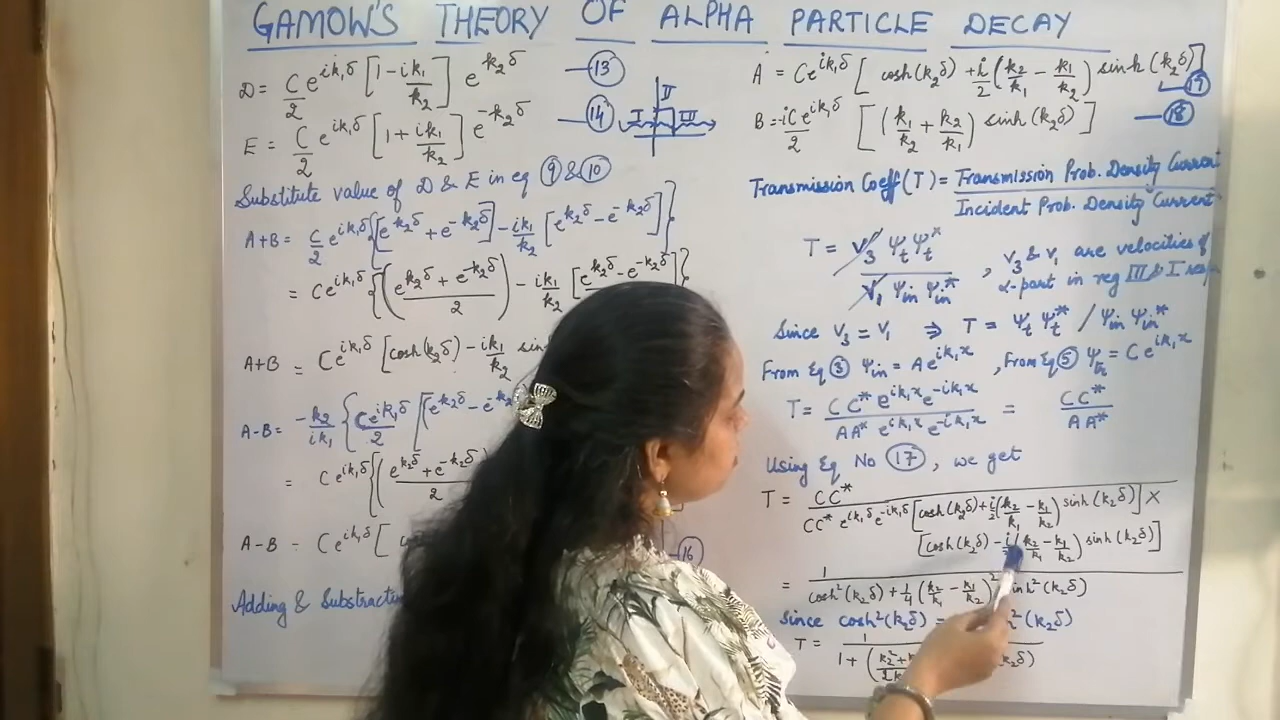 GAMOW'S THEORY OF ALPHA PARTICLE DECAY
D = C/2 e^{ik₁δ} [1 - ik₁/k₂] e^{k₂δ} — 13
E = C/2 e^{ik₁δ} [1 + ik₁/k₂] e^{-k₂δ} — 14
I II III
Substitute value of D & E in eq 9 & 10
A+B = C/2 e^{ik₁δ} {[e^{k₂δ} + e^{-k₂δ}] - ik₁/k₂ [e^{k₂δ} - e^{-k₂δ}]}
= Ce^{ik₁δ} {((e^{k₂δ} + e^{-k₂δ})/2) - ik₁/k₂ [e^{k₂δ} - e^{-k₂δ}]}
A+B = Ce^{ik₁δ} [cosh(k₂δ) - ik₁/k₂
A-B = -k₂/ik₁ { Ce^{ik₁δ}/2 [e^{k₂δ} - e^{-k₂
= Ce^{ik₁δ} {((e^{k₂δ} + e^{-k₂δ})/2
A-B = Ce^{ik₁δ} [
16
Adding &
A = Ce^{ik₁δ} [cosh(k₂δ) + i/2 (k₂/k₁ - k₁/k₂) sinh(k₂δ)] 17
B = -iCe^{ik₁δ}/2 [(k₁/k₂ + k₂/k₁) sinh(k₂δ)] — 18
Transmission Coeff (T) = Transmission Prob. Density Current
Incident Prob. Density Current
T = v₃ ψₜ ψₜ* / v₁ ψᵢₙ ψᵢₙ* , v₃ & v₁ are velocities of
α-part in reg III & I
Since v₃ = v₁ ⇒ T = ψₜ ψₜ* / ψᵢₙ ψᵢₙ*
From Eq 3 ψᵢₙ = A e^{ik₁x} , From Eq 5 ψₜ = C e^{ik₁x}
T = CC* e^{ik₁x} e^{-ik₁x} / AA* e^{ik₁x} e^{-ik₁x} = CC* / AA*
Using Eq No 17, we get
T = CC* / CC* e^{ik₁δ} e^{-ik₁δ} [cosh(k₂δ) + i/2 (k₂/k₁ - k₁/k₂) sinh(k₂δ)] ×
[cosh(k₂δ) - i/ (k₂/k₁ - k₁/k₂) sinh(k₂δ)]
= 1 / cosh²(k₂δ) + 1/4 (k₂/k₁ - k₁/k₂)² sinh²(k₂δ)
Since cosh²(k₂δ) = h²(k₂δ)
T = 1 / 1 + (k₂² + k₂δ)